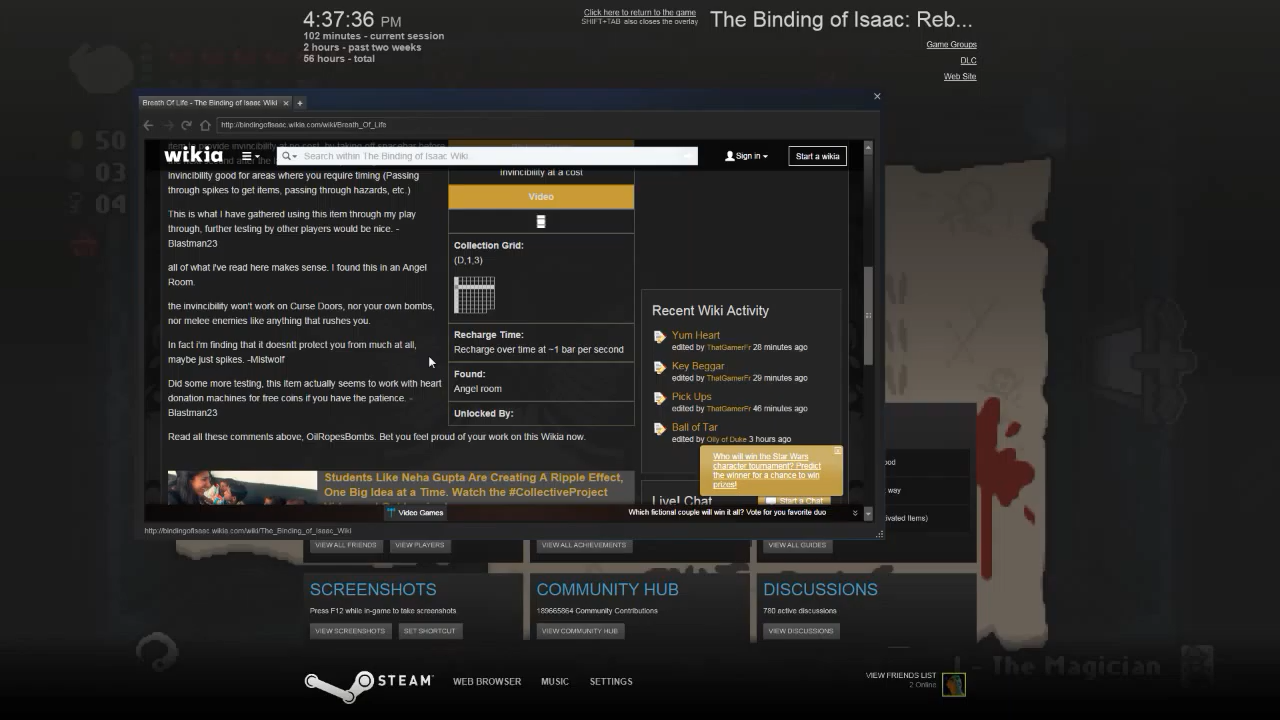 4:37:36 PM
102 minutes - current session
2 hours - past two weeks
56 hours - total
Click here to return to the game
SHIFT+TAB also closes the overlay
The Binding of Isaac: Reb...
Game Groups
DLC
Web Site
Breath Of Life - The Binding of Isaac Wiki
http://bindingofisaac.wikia.com/wiki/Breath_Of_Life
wikia
Search within The Binding of Isaac Wiki
Sign in
Start a wikia
invincibility good for areas where you require timing (Passing
through spikes to get items, passing through hazards, etc.)
This is what I have gathered using this item through my play
through, further testing by other players would be nice. -
Blastman23
all of what I've read here makes sense. I found this in an Angel
Room.
the invincibility won't work on Curse Doors, nor your own bombs,
nor melee enemies like anything that rushes you.
In fact i'm finding that it doesntt protect you from much at all,
maybe just spikes. -Mistwolf
Did some more testing, this item actually seems to work with heart
donation machines for free coins if you have the patience. -
Blastman23
Read all these comments above, OilRopesBombs. Bet you feel proud of your work on this Wiki now.
Invincibility at a cost
Video
Collection Grid:
(D,1,3)
Recharge Time:
Recharge over time at ~1 bar per second
Found:
Angel room
Unlocked By:
Recent Wiki Activity
Yum Heart
edited by ThatGamerFr 28 minutes ago
Key Beggar
edited by ThatGamerFr 29 minutes ago
Pick Ups
edited by ThatGamerFr 46 minutes ago
Ball of Tar
edited by Olly of Duke 3 hours ago
Who will win the Star Wars
character tournament? Predict
the winner for a chance to win
prizes!
Live! Chat
Start a Chat
Students Like Neha Gupta Are Creating A Ripple Effect,
One Big Idea at a Time. Watch the #CollectiveProject
Video Games
Which fictional couple will win it all? Vote for you favorite duo
http://bindingofisaac.wikia.com/wiki/The_Binding_of_Isaac_Wiki
50
03
04
ood
way
ivated Items)
VIEW ALL FRIENDS
VIEW PLAYERS
VIEW ALL ACHIEVEMENTS
VIEW ALL GUIDES
SCREENSHOTS
Press F12 while in-game to take screenshots
VIEW SCREENSHOTS
SET SHORTCUT
COMMUNITY HUB
189665864 Community Contributions
VIEW COMMUNITY HUB
DISCUSSIONS
780 active discussions
VIEW DISCUSSIONS
I - The Magician
STEAM
WEB BROWSER
MUSIC
SETTINGS
VIEW FRIENDS LIST
2 Online